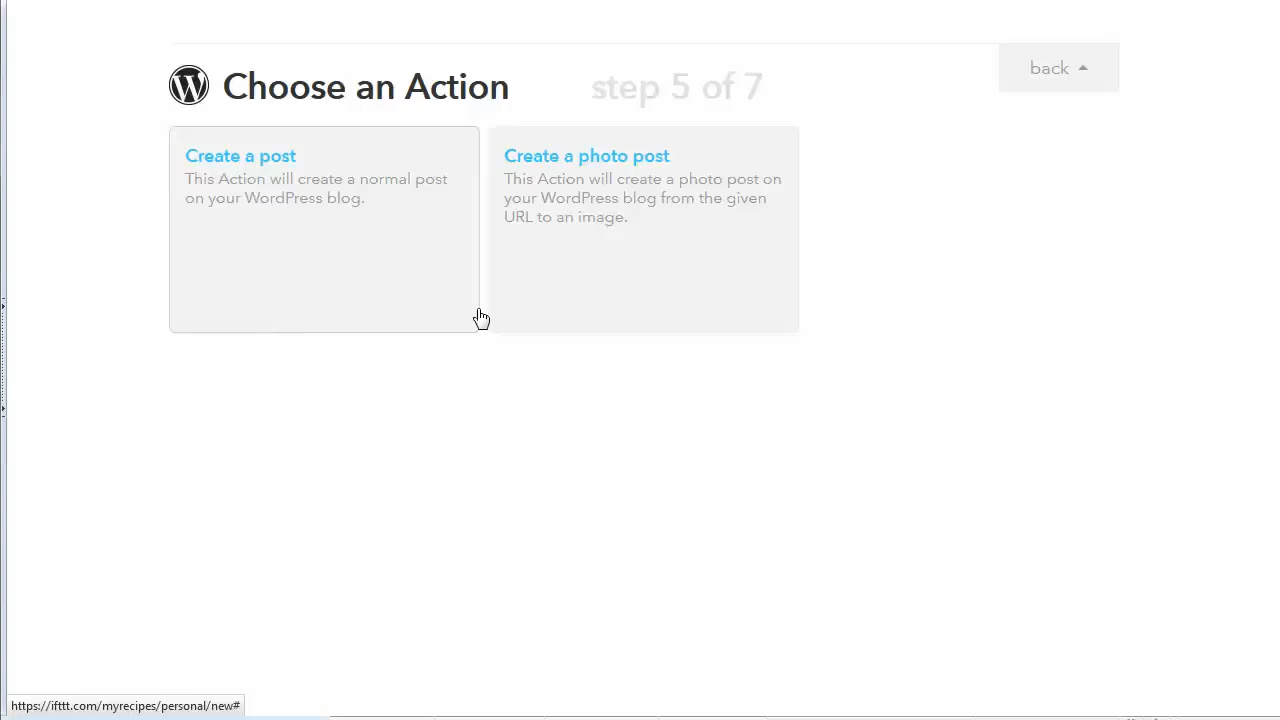 back
Choose an Action
step 5 of 7
Create a post
This Action will create a normal post
on your WordPress blog.
Create a photo post
This Action will create a photo post on
your WordPress blog from the given
URL to an image.
https://ifttt.com/myrecipes/personal/new#